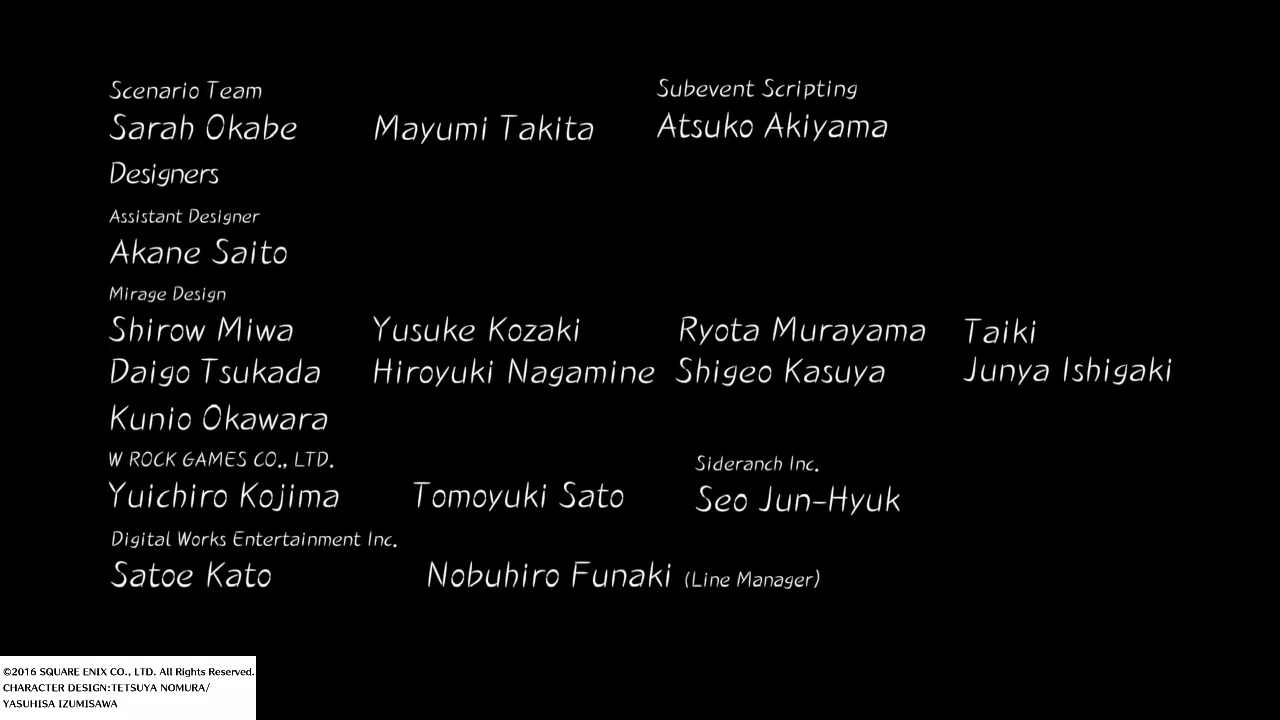 Scenario Team
Sarah Okabe Mayumi Takita
Subevent Scripting
Atsuko Akiyama
Designers
Assistant Designer
Akane Saito
Mirage Design
Shirow Miwa Yusuke Kozaki Ryota Murayama Taiki
Daigo Tsukada Hiroyuki Nagamine Shigeo Kasuya Junya Ishigaki
Kunio Okawara
W ROCK GAMES CO., LTD.
Yuichiro Kojima Tomoyuki Sato
Sideranch Inc.
Seo Jun-Hyuk
Digital Works Entertainment Inc.
Satoe Kato Nobuhiro Funaki (Line Manager)
©2016 SQUARE ENIX CO., LTD. All Rights Reserved.
CHARACTER DESIGN:TETSUYA NOMURA/
YASUHISA IZUMISAWA